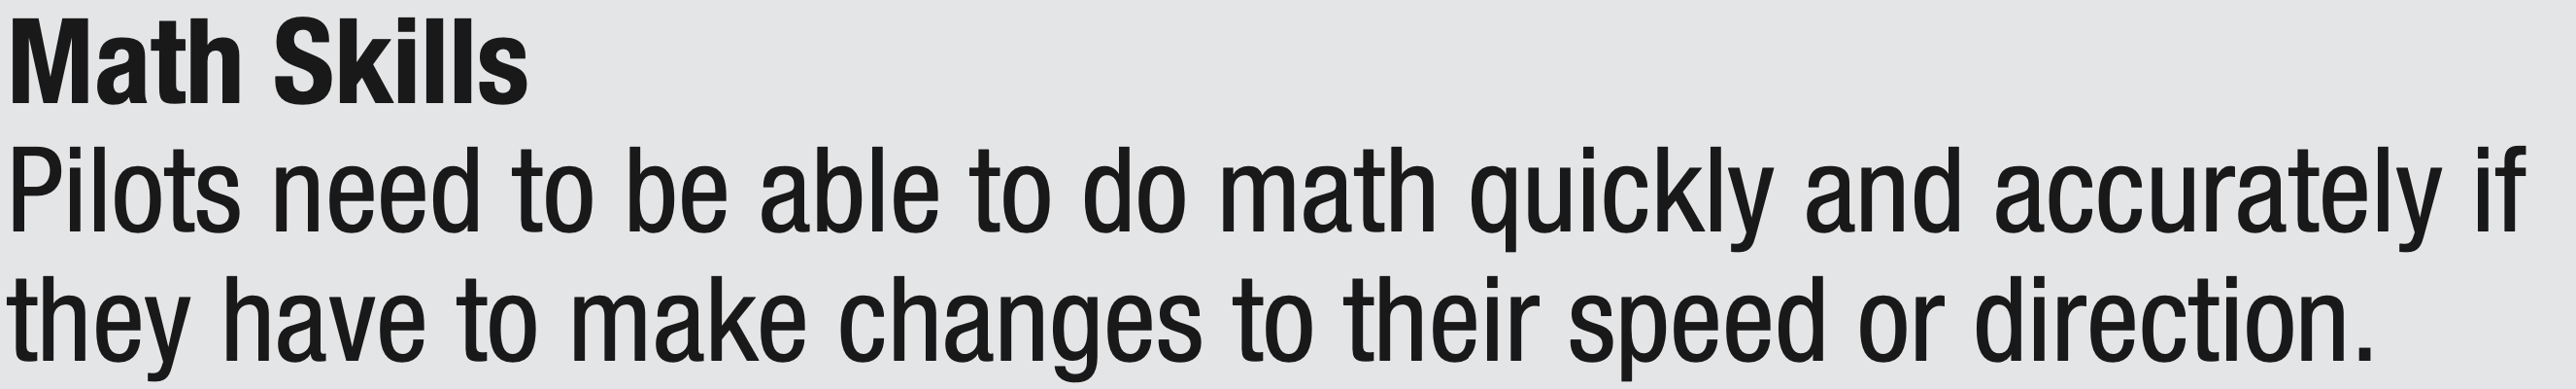 Math Skills
Pilots need to be able to do math quickly and accurately if
they have to make changes to their speed or direction.